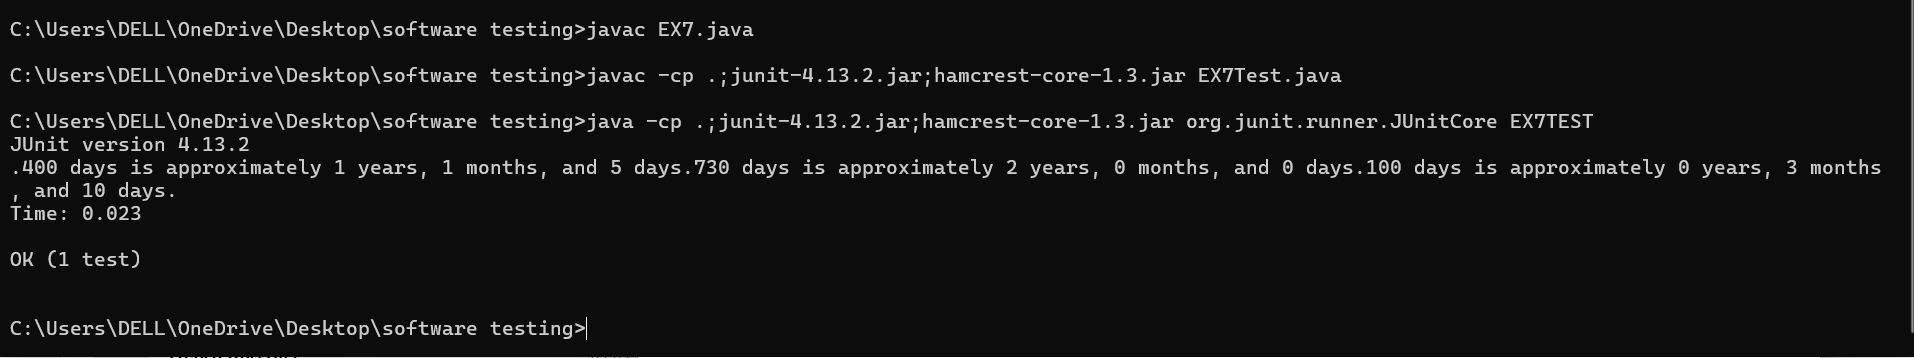 C:\Users\DELL\OneDrive\Desktop\software testing>javac EX7.java
C:\Users\DELL\OneDrive\Desktop\software testing>javac -cp .;junit-4.13.2.jar;hamcrest-core-1.3.jar EX7Test.java
C:\Users\DELL\OneDrive\Desktop\software testing>java -cp .;junit-4.13.2.jar;hamcrest-core-1.3.jar org.junit.runner.JUnitCore EX7TEST
JUnit version 4.13.2
.400 days is approximately 1 years, 1 months, and 5 days.730 days is approximately 2 years, 0 months, and 0 days.100 days is approximately 0 years, 3 months
, and 10 days.
Time: 0.023
OK (1 test)
C:\Users\DELL\OneDrive\Desktop\software testing>